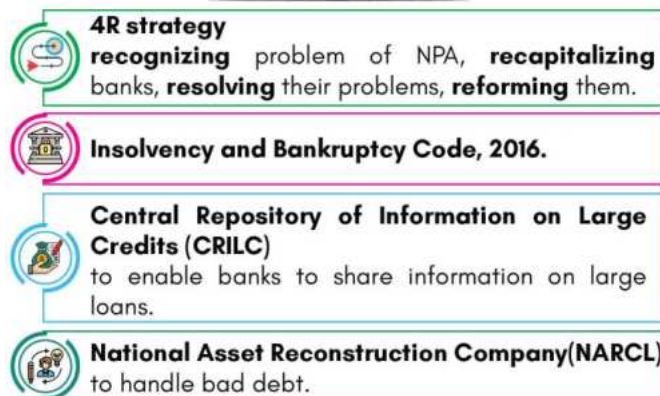 4R strategy
recognizing problem of NPA, recapitalizing
banks, resolving their problems, reforming them.
Insolvency and Bankruptcy Code, 2016.
Central Repository of Information on Large
Credits (CRILC)
to enable banks to share information on large
loans.
National Asset Reconstruction Company(NARCL)
to handle bad debt.